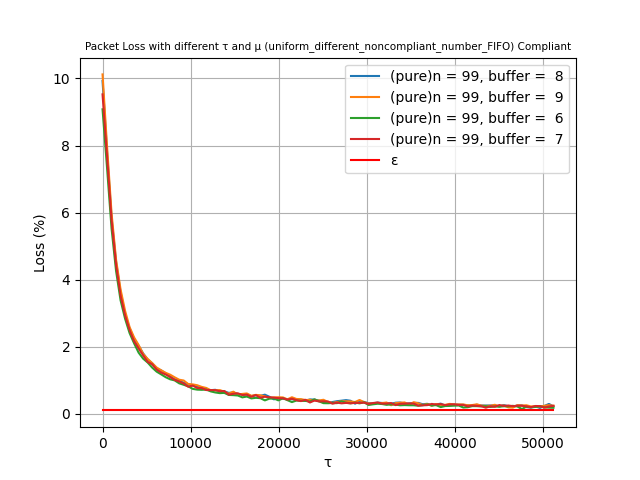 Packet Loss with different τ and μ (uniform_different_noncompliant_number_FIFO) Compliant
(pure)n = 99, buffer =  8
(pure)n = 99, buffer =  9
(pure)n = 99, buffer =  6
(pure)n = 99, buffer =  7
ε
Loss (%)
10
8
6
4
2
0
0 10000 20000 30000 40000 50000
τ